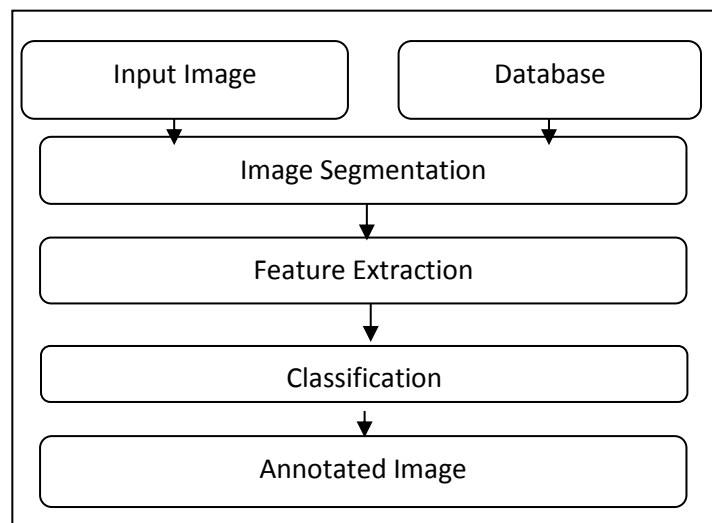 Input Image
Database
Image Segmentation
Feature Extraction
Classification
Annotated Image